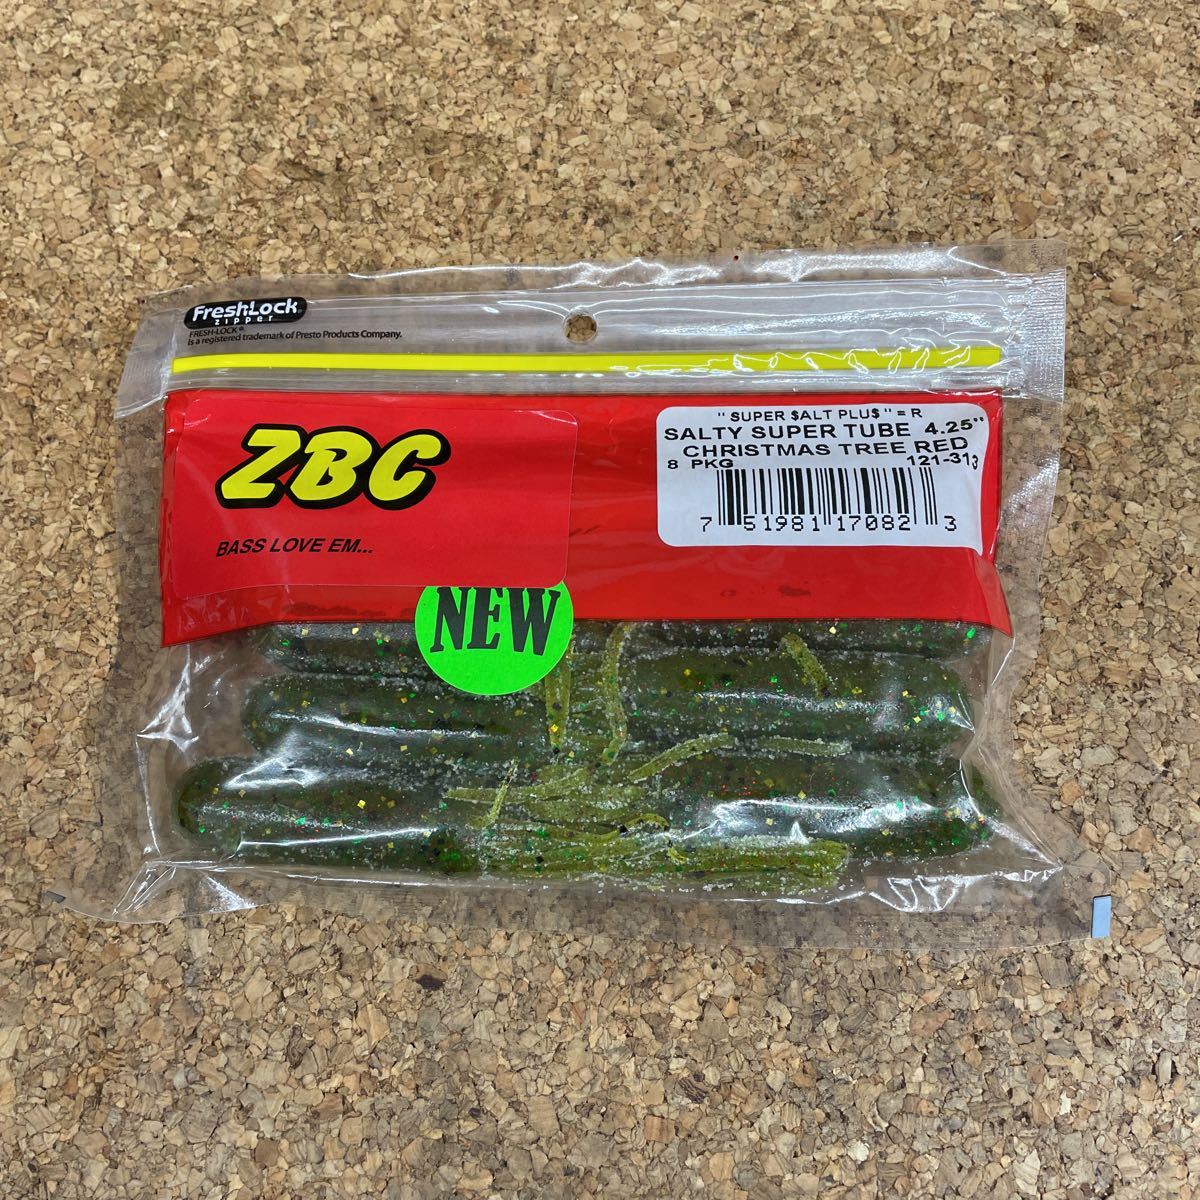 FreshLock
zipper
FRESH-LOCK®
is a registered trademark of Presto Products Company.
ZBC
BASS LOVE EM...
" SUPER $ALT PLU$ " = R
SALTY SUPER TUBE 4.25"
CHRISTMAS TREE RED
8 PKG 121-313
7 51981 17082 3
NEW